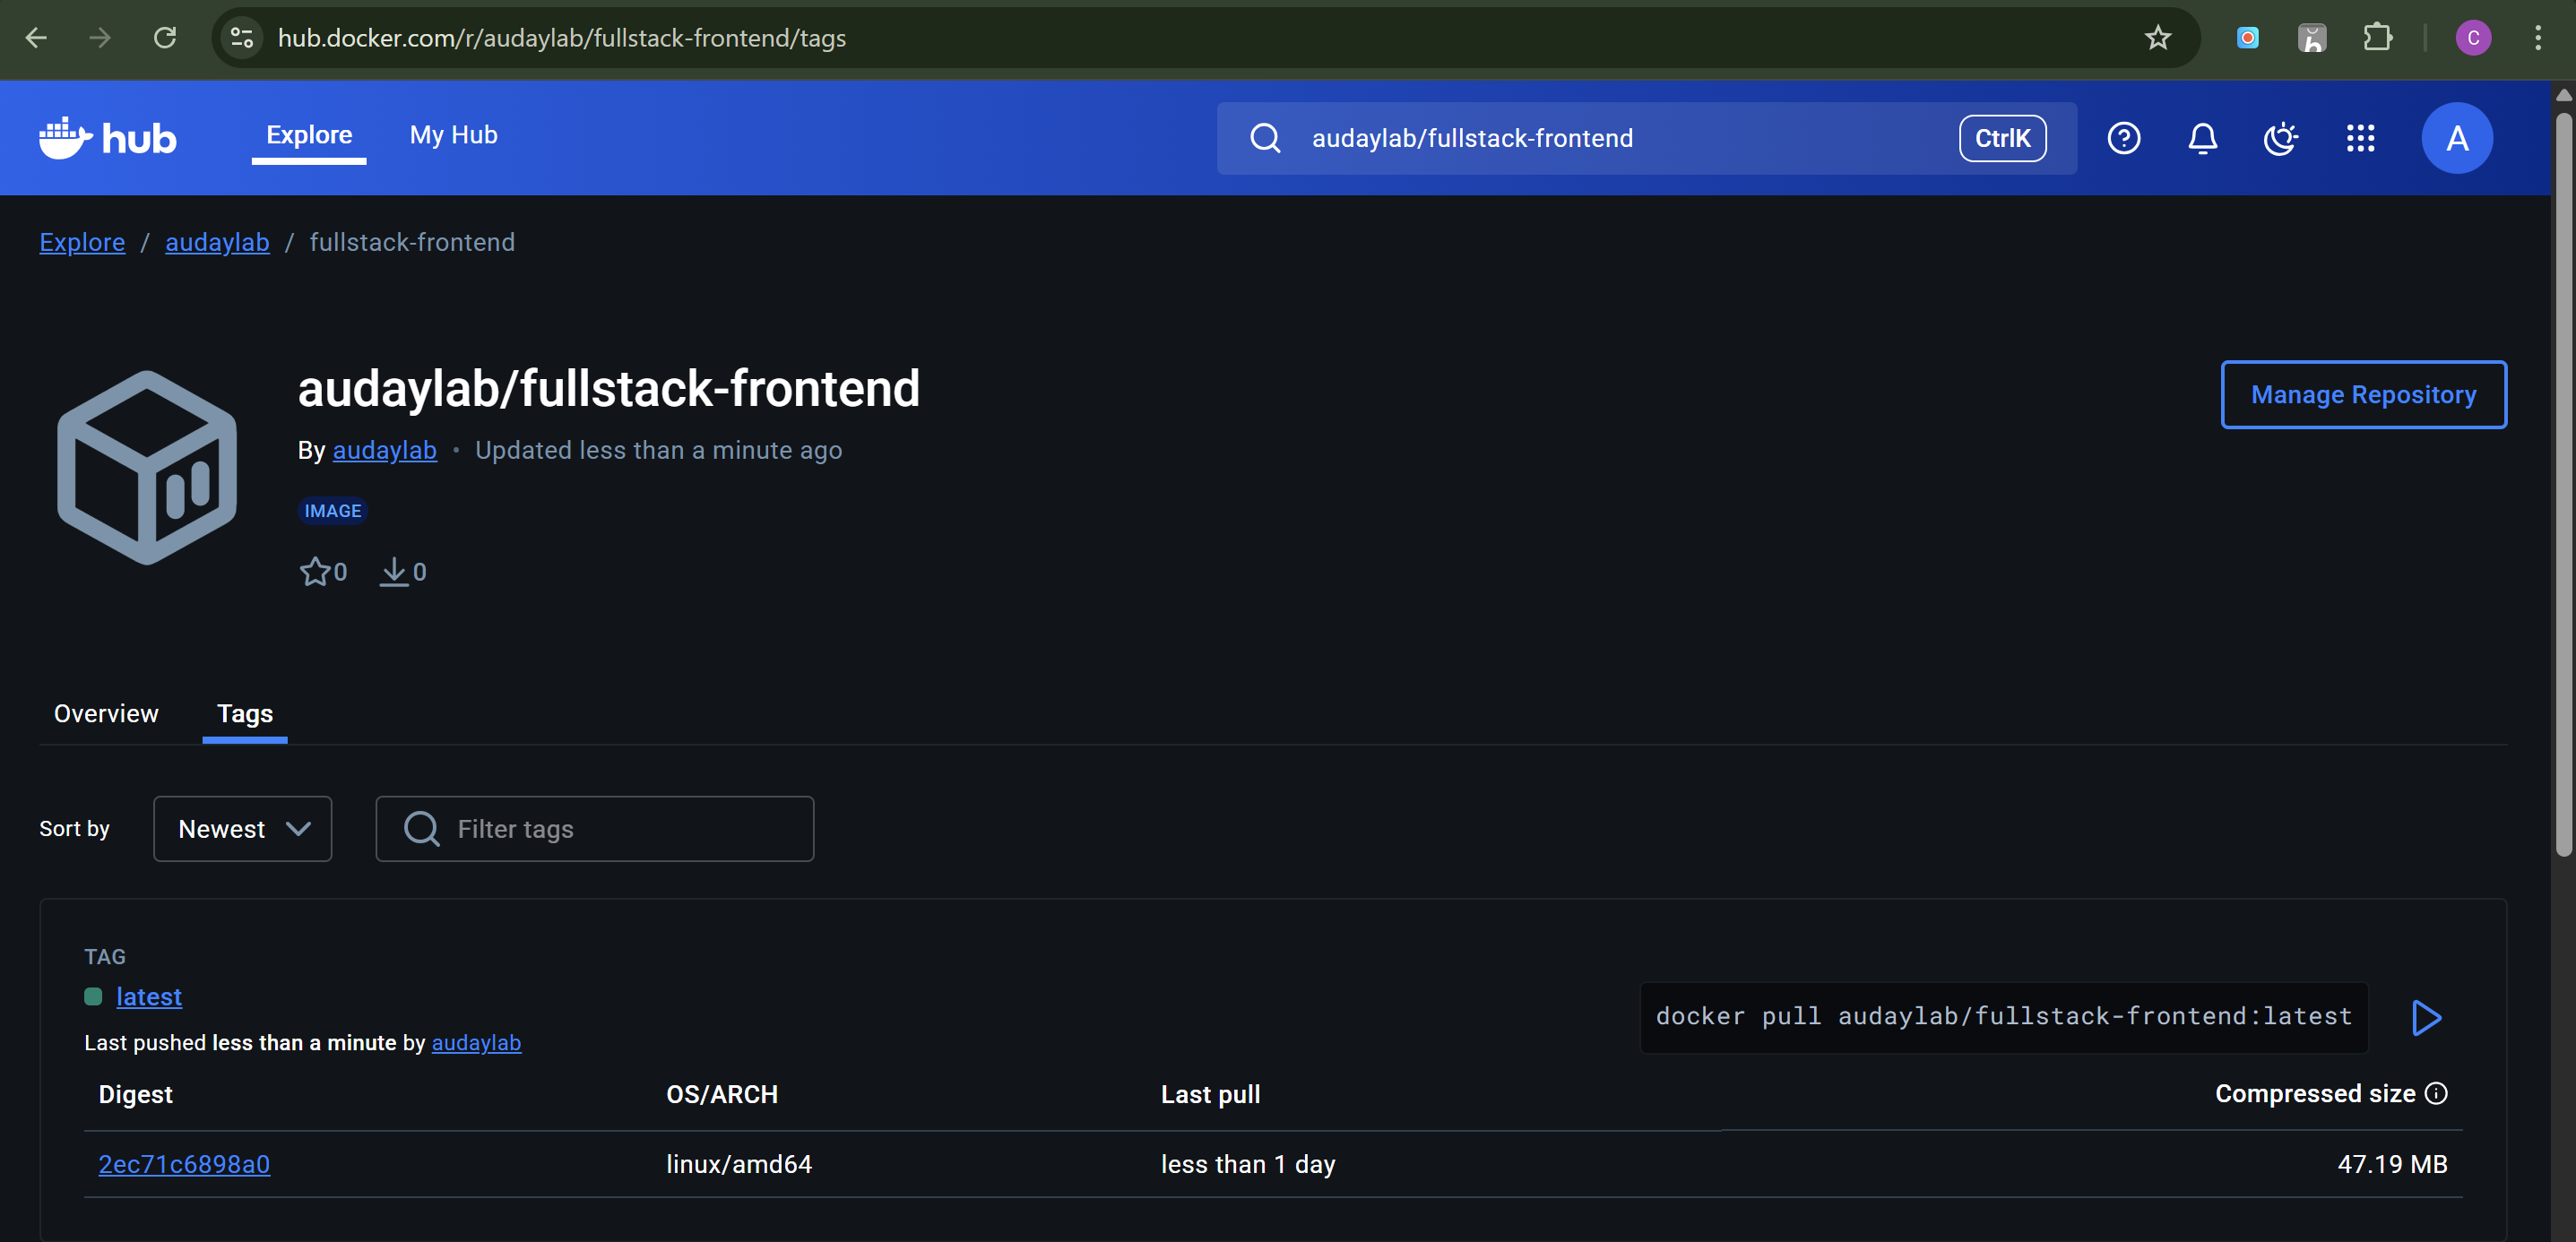 hub.docker.com/r/audaylab/fullstack-frontend/tags
C
hub
Explore
My Hub
audaylab/fullstack-frontend
CtrlK
A
Explore / audaylab / fullstack-frontend
audaylab/fullstack-frontend
Manage Repository
By audaylab • Updated less than a minute ago
IMAGE
0
0
Overview
Tags
Sort by
Newest
Filter tags
TAG
latest
docker pull audaylab/fullstack-frontend:latest
Last pushed less than a minute by audaylab
Digest
OS/ARCH
Last pull
Compressed size
2ec71c6898a0
linux/amd64
less than 1 day
47.19 MB